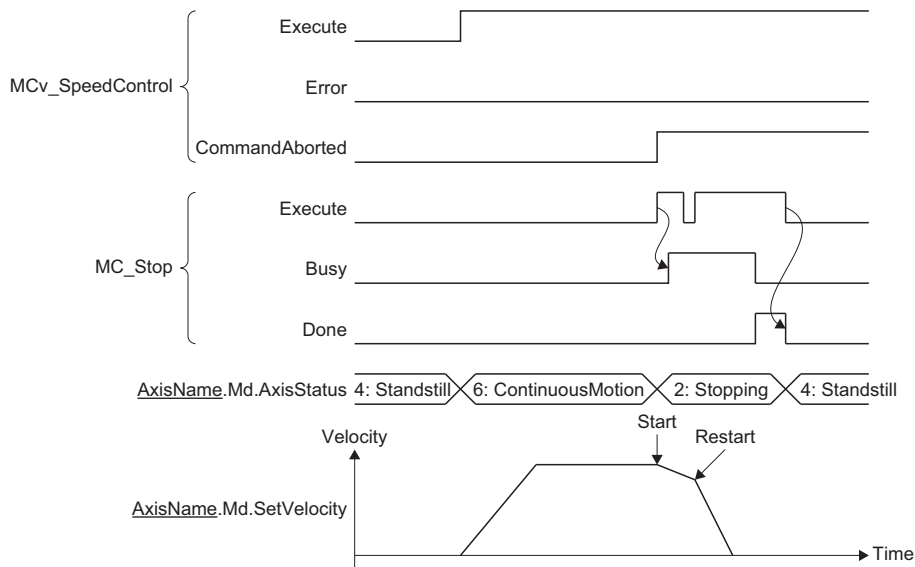 Execute
MCv_SpeedControl
Error
CommandAborted
Execute
MC_Stop
Busy
Done
AxisName.Md.AxisStatus 4: Standstill 6: ContinuousMotion 2: Stopping 4: Standstill
Start
Velocity
Restart
AxisName.Md.SetVelocity
Time